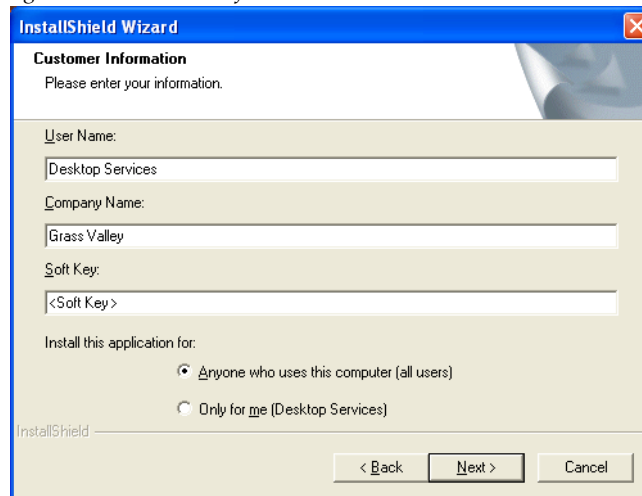 InstallShield Wizard
Customer Information
Please enter your information.
User Name:
Desktop Services
Company Name:
Grass Valley
Soft Key:
<Soft Key>
Install this application for:
Anyone who uses this computer (all users)
Only for me (Desktop Services)
InstallShield
< Back Next > Cancel